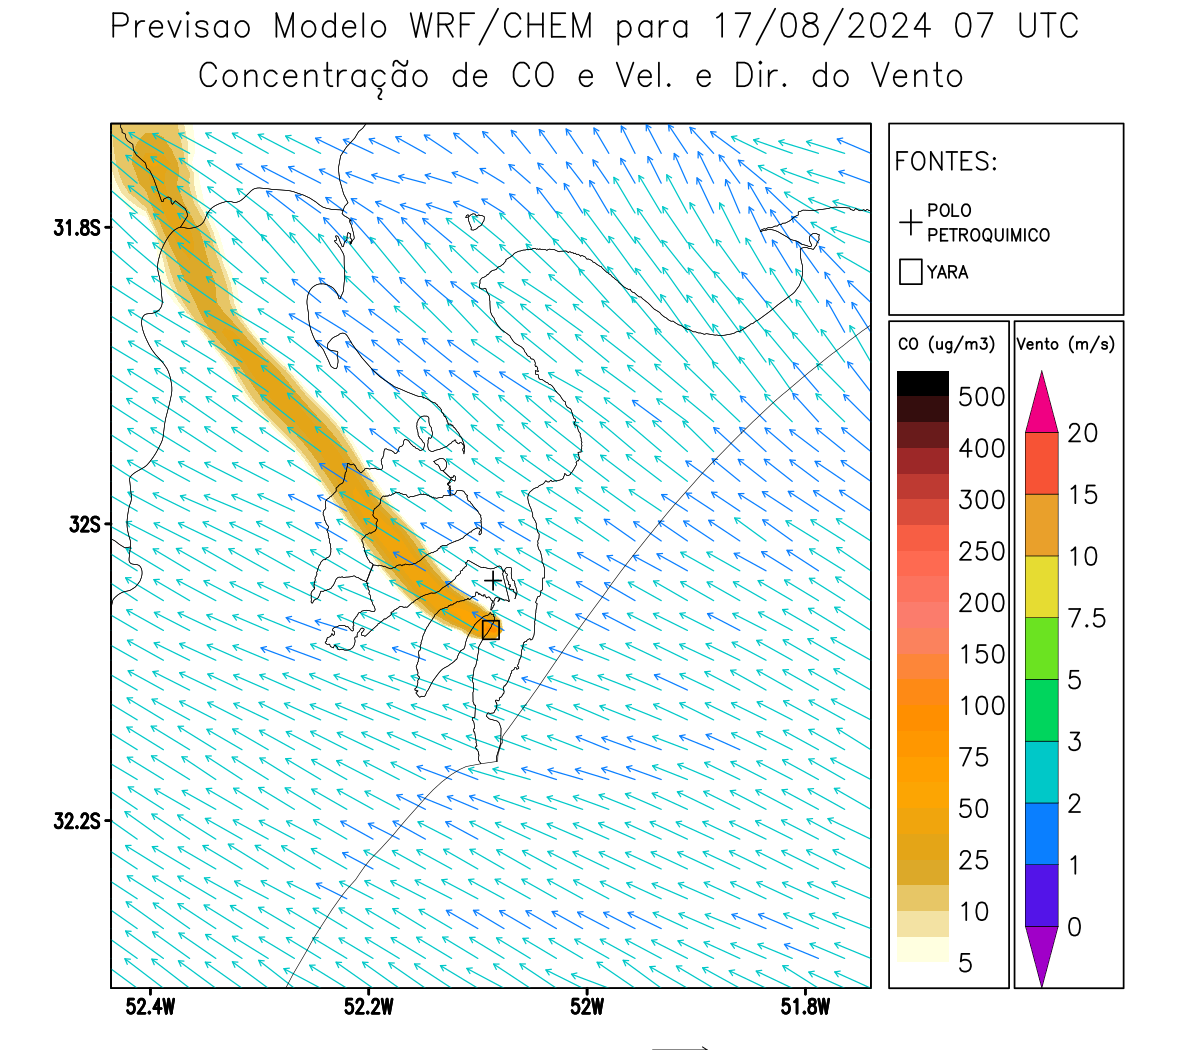 Previsao Modelo WRF/CHEM para 17/08/2024 07 UTC
Concentração de CO e Vel. e Dir. do Vento
FONTES:
POLO
PETROQUIMICO
YARA
CO (ug/m3)
500
400
300
250
200
150
100
75
50
25
10
5
Vento (m/s)
20
15
10
7.5
5
3
2
1
0
31.8S
32S
32.2S
52.4W
52.2W
52W
51.8W